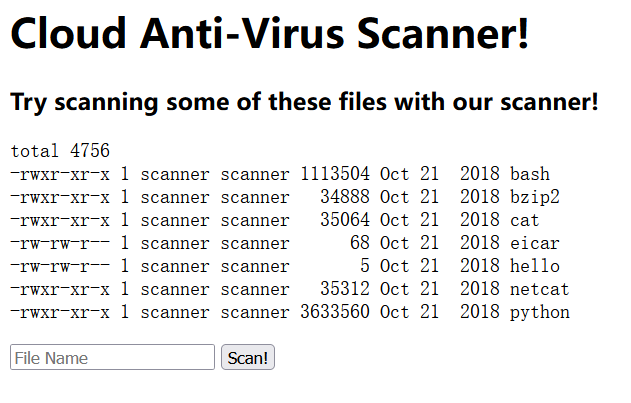 Cloud Anti-Virus Scanner!
Try scanning some of these files with our scanner!
total 4756
-rwxr-xr-x 1 scanner scanner 1113504 Oct 21  2018 bash
-rwxr-xr-x 1 scanner scanner   34888 Oct 21  2018 bzip2
-rwxr-xr-x 1 scanner scanner   35064 Oct 21  2018 cat
-rw-rw-r-- 1 scanner scanner      68 Oct 21  2018 eicar
-rw-rw-r-- 1 scanner scanner       5 Oct 21  2018 hello
-rwxr-xr-x 1 scanner scanner   35312 Oct 21  2018 netcat
-rwxr-xr-x 1 scanner scanner 3633560 Oct 21  2018 python
File Name Scan!